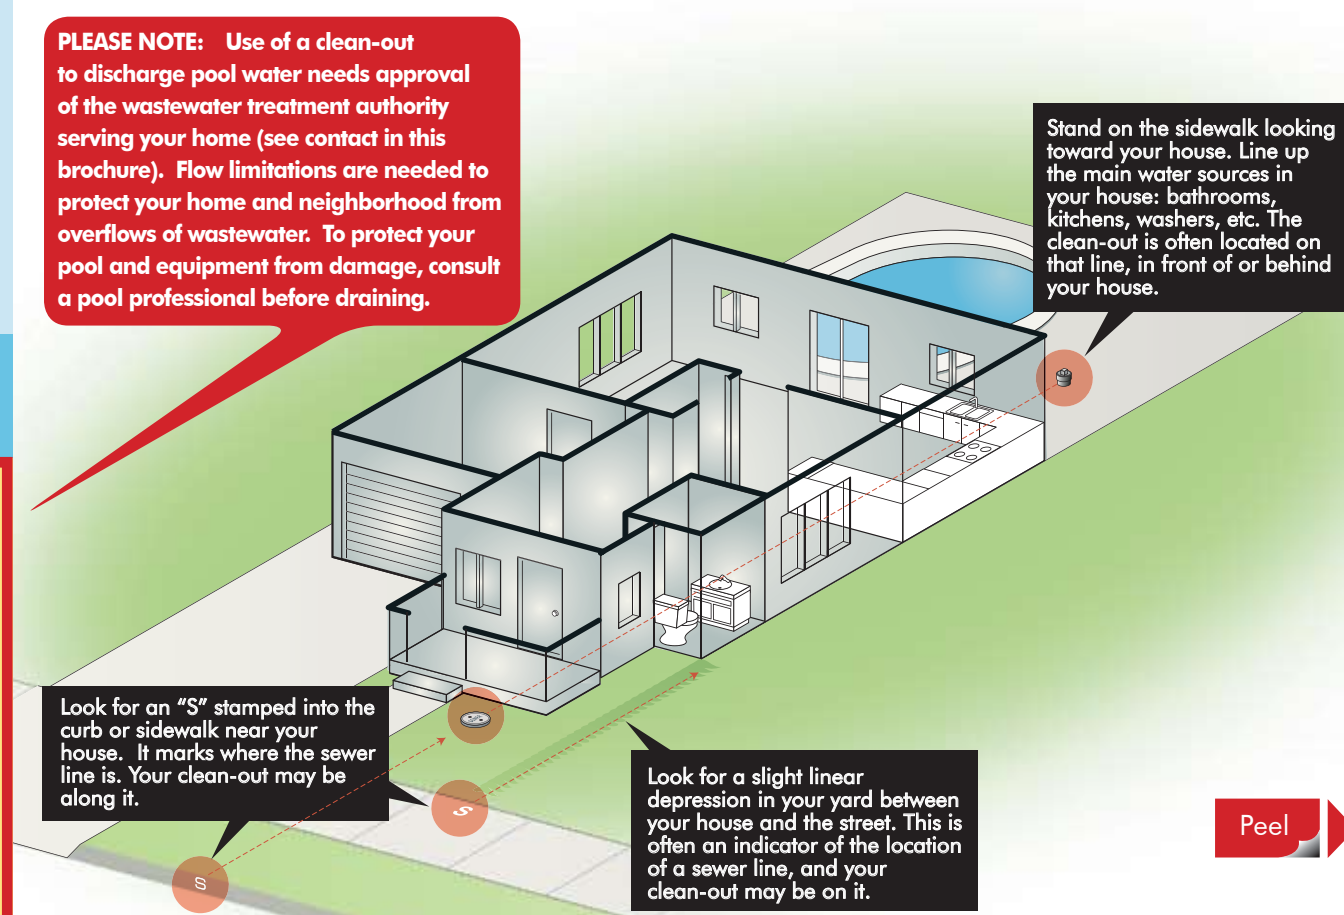 PLEASE NOTE: Use of a clean-out
to discharge pool water needs approval
of the wastewater treatment authority
serving your home (see contact in this
brochure). Flow limitations are needed to
protect your home and neighborhood from
overflows of wastewater. To protect your
pool and equipment from damage, consult
a pool professional before draining.
Stand on the sidewalk looking
toward your house. Line up
the main water sources in
your house: bathrooms,
kitchens, washers, etc. The
clean-out is often located on
that line, in front of or behind
your house.
Look for an “S” stamped into the
curb or sidewalk near your
house. It marks where the sewer
line is. Your clean-out may be
along it.
S
S
Look for a slight linear
depression in your yard between
your house and the street. This is
often an indicator of the location
of a sewer line, and your
clean-out may be on it.
Peel